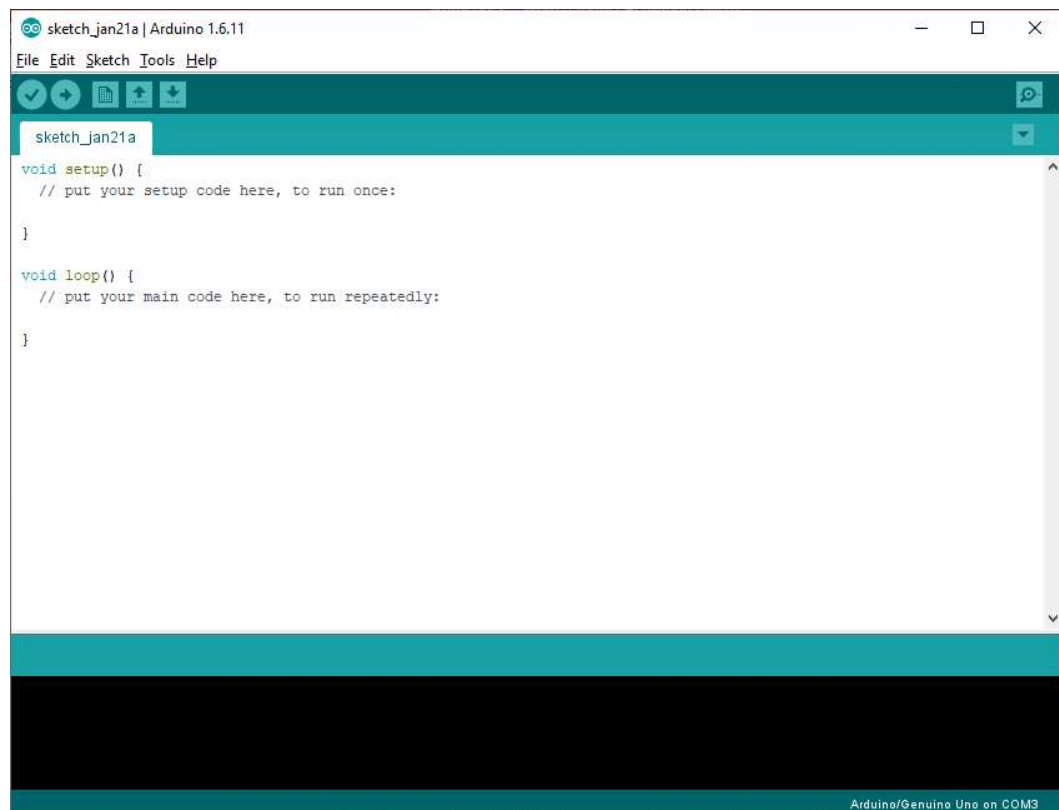 sketch_jan21a | Arduino 1.6.11
File Edit Sketch Tools Help
sketch_jan21a
void setup() {
  // put your setup code here, to run once:
}
void loop() {
  // put your main code here, to run repeatedly:
}
Arduino/Genuino Uno on COM3